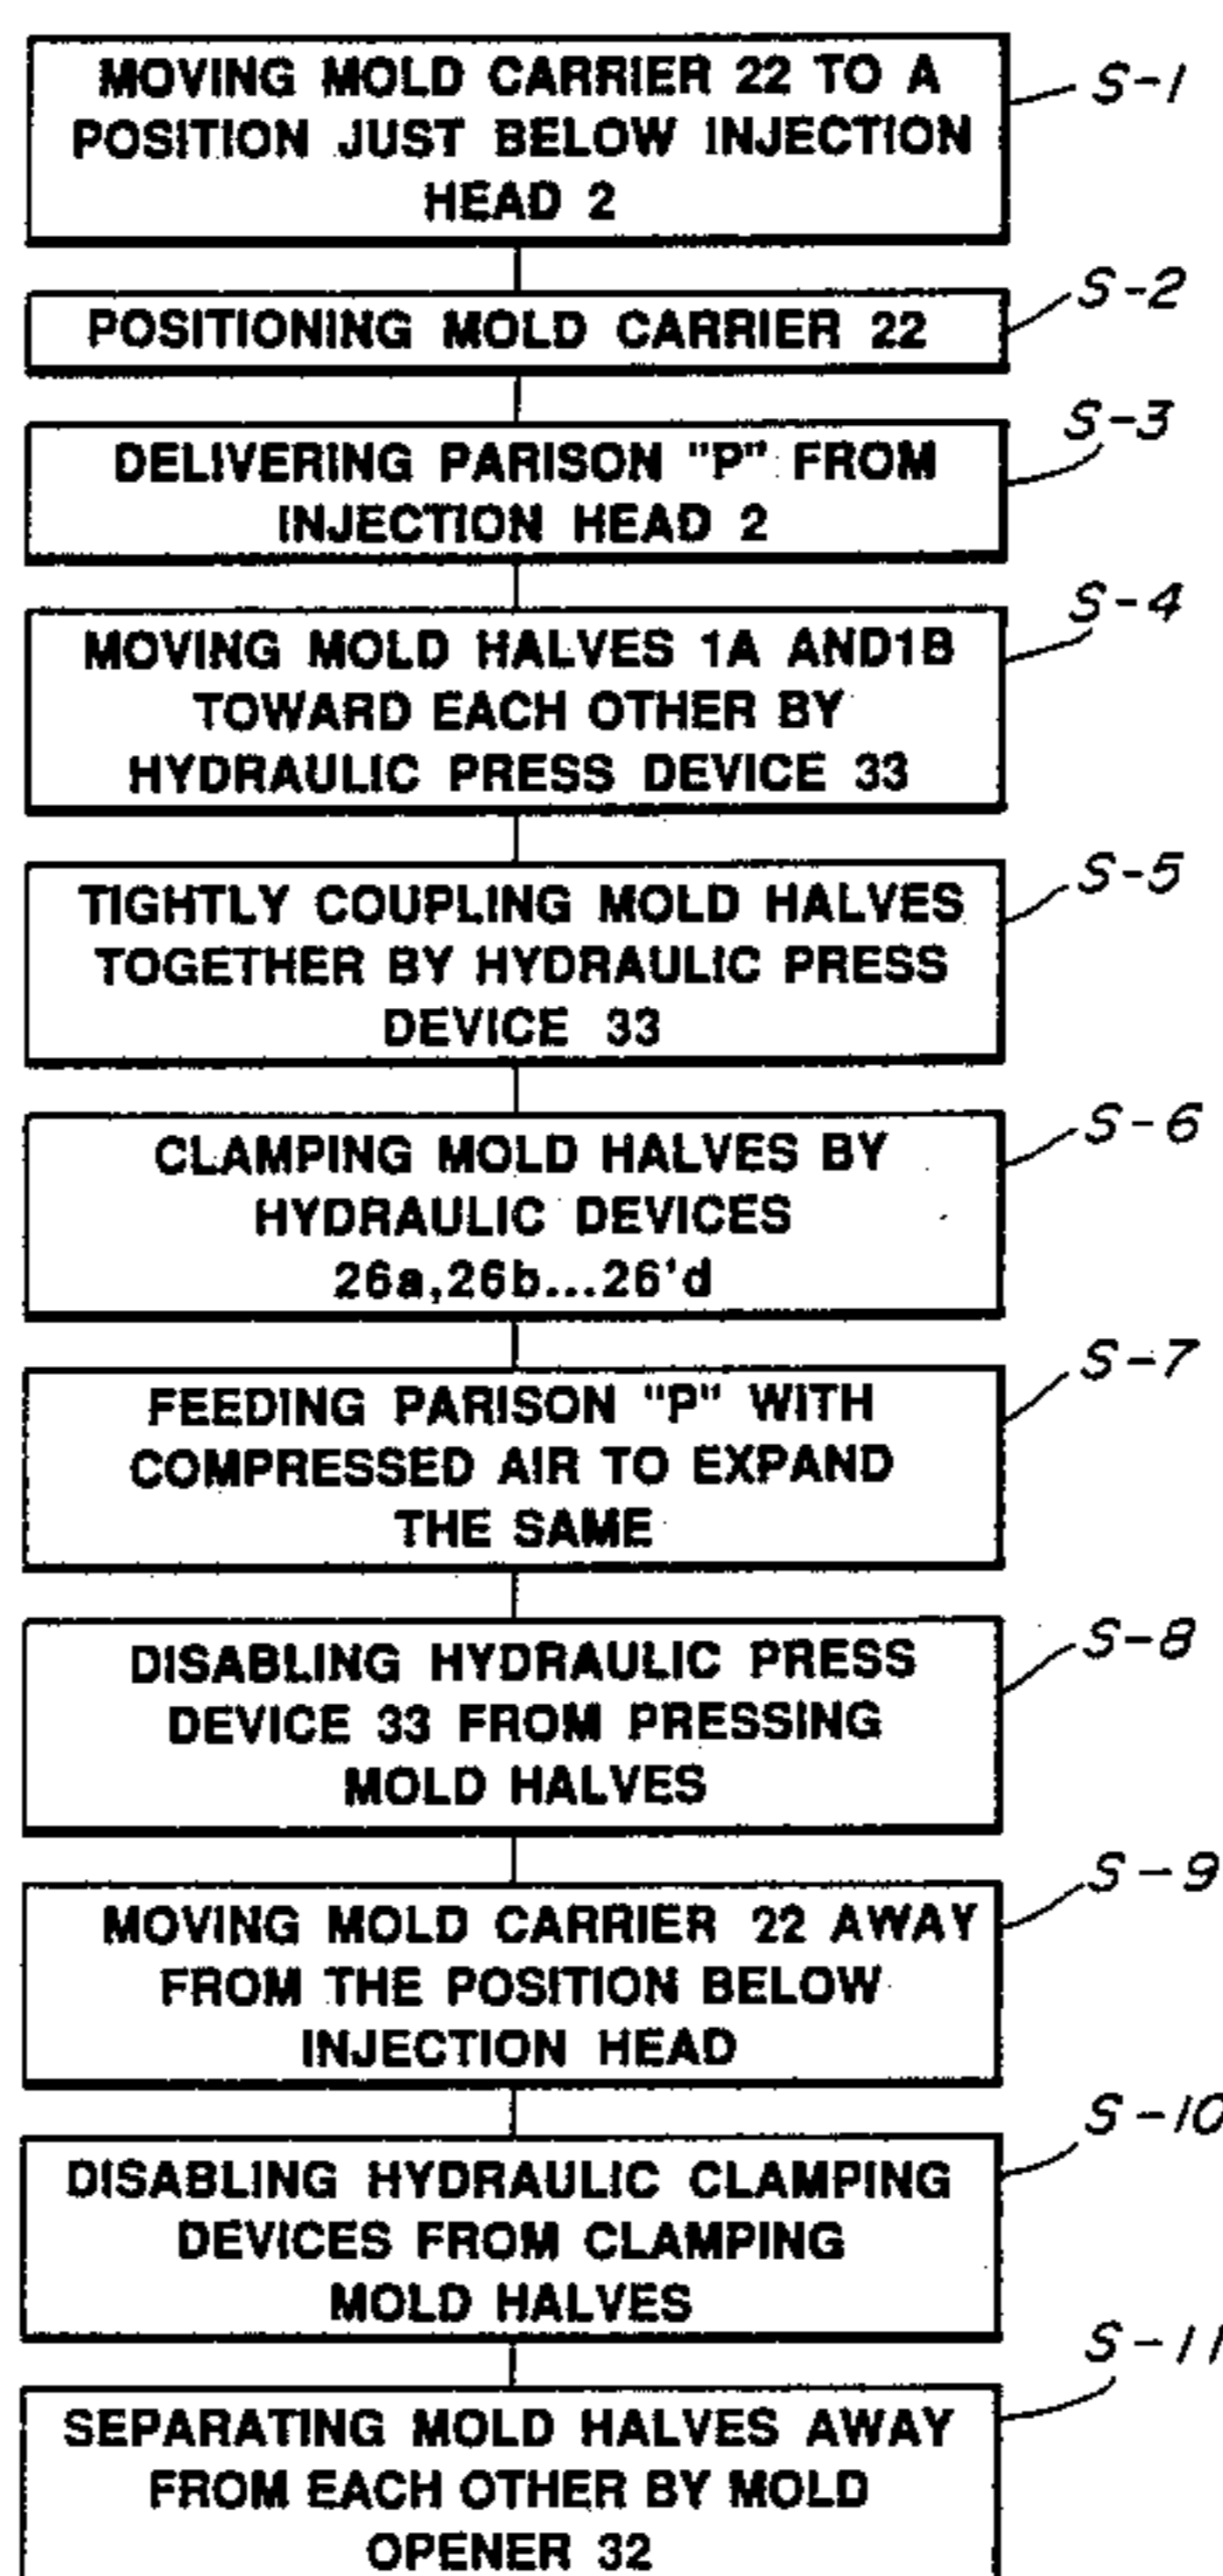 MOVING MOLD CARRIER 22 TO A
POSITION JUST BELOW INJECTION
HEAD 2
S-1
POSITIONING MOLD CARRIER 22
S-2
DELIVERING PARISON "P" FROM
INJECTION HEAD 2
S-3
MOVING MOLD HALVES 1A AND1B
TOWARD EACH OTHER BY
HYDRAULIC PRESS DEVICE 33
S-4
TIGHTLY COUPLING MOLD HALVES
TOGETHER BY HYDRAULIC PRESS
DEVICE 33
S-5
CLAMPING MOLD HALVES BY
HYDRAULIC DEVICES
26a,26b...26'd
S-6
FEEDING PARISON "P" WITH
COMPRESSED AIR TO EXPAND
THE SAME
S-7
DISABLING HYDRAULIC PRESS
DEVICE 33 FROM PRESSING
MOLD HALVES
S-8
MOVING MOLD CARRIER 22 AWAY
FROM THE POSITION BELOW
INJECTION HEAD
S-9
DISABLING HYDRAULIC CLAMPING
DEVICES FROM CLAMPING
MOLD HALVES
S-10
SEPARATING MOLD HALVES AWAY
FROM EACH OTHER BY MOLD
OPENER 32
S-11